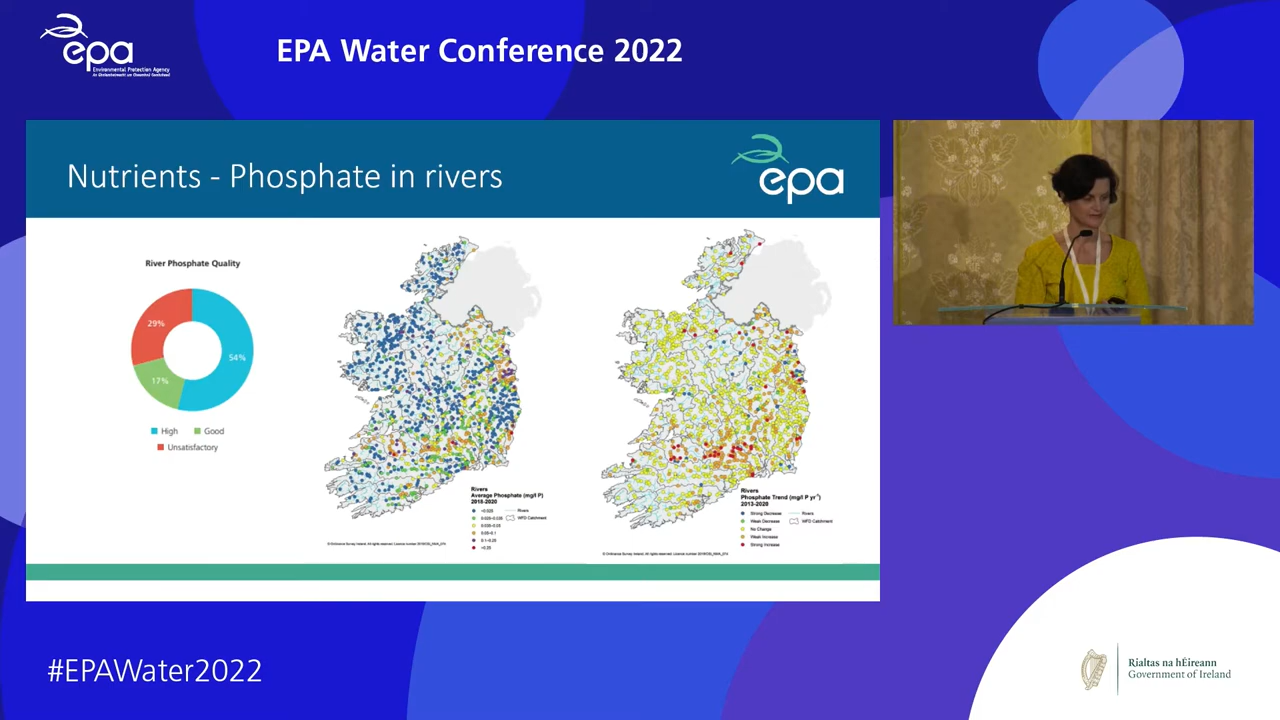 epa
Environmental Protection Agency
An Ghníomhaireacht um Chaomhnú Comhshaoil
EPA Water Conference 2022
Nutrients - Phosphate in rivers
epa
River Phosphate Quality
29%
54%
17%
High
Good
Unsatisfactory
Rivers
Average Phosphate (mg/l P)
2018-2020
<0.025
0.025-0.035
0.035-0.05
0.05-0.1
0.1-0.25
>0.25
Rivers
WFD Catchment
Rivers
Phosphate Trend (mg/l P yr⁻¹)
2013-2020
Strong Decrease
Weak Decrease
No Change
Weak Increase
Strong Increase
Rivers
WFD Catchment
#EPAWater2022
Rialtas na hÉireann
Government of Ireland